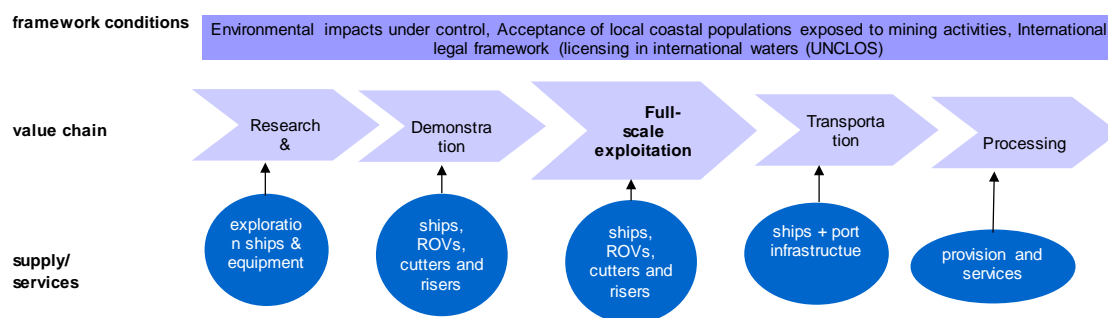 framework conditions
Environmental impacts under control, Acceptance of local coastal populations exposed to mining activities, International
legal framework (licensing in international waters (UNCLOS)
value chain
Research
&
Demonstra
tion
Full-
scale
exploitation
Transporta
tion
Processing
supply/
services
exploratio
n ships &
equipment
ships,
ROVs,
cutters and
risers
ships,
ROVs,
cutters and
risers
ships + port
infrastructue
provision and
services